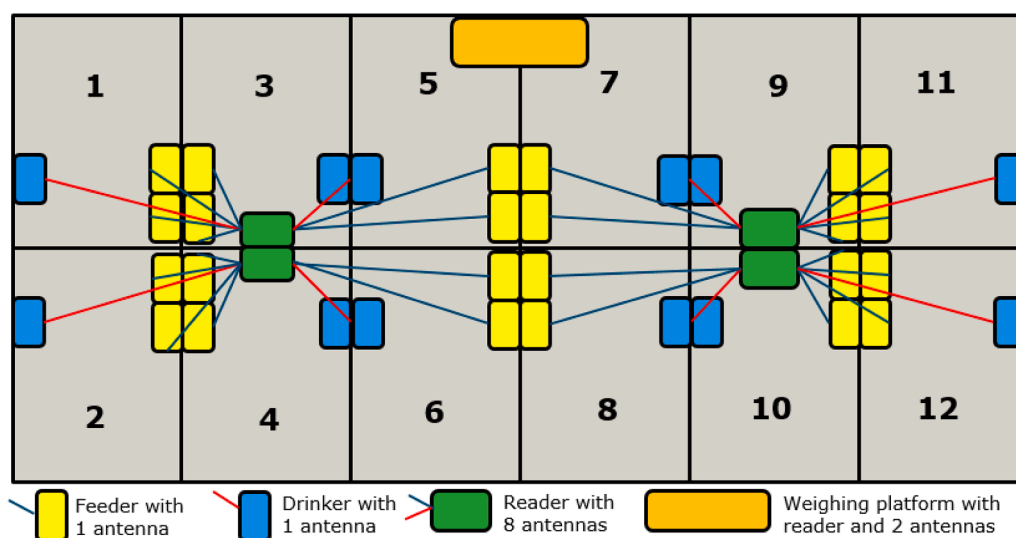 1
3
5
7
9
11
2
4
6
8
10
12
Feeder with
1 antenna
Drinker with
1 antenna
Reader with
8 antennas
Weighing platform with
reader and 2 antennas